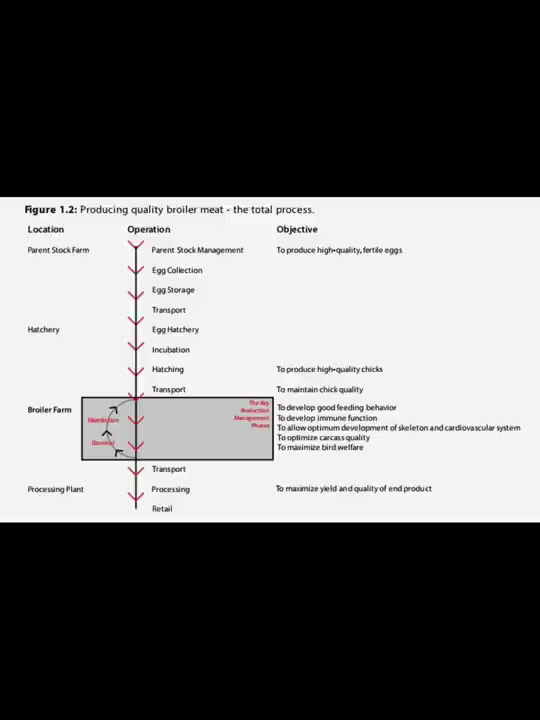 Figure 1.2: Producing quality broiler meat - the total process.
Location Operation Objective
Parent Stock Farm Parent Stock Management To produce high-quality, fertile eggs
Egg Collection
Egg Storage
Transport
Hatchery Egg Hatchery
Incubation
Hatching To produce high-quality chicks
Transport To maintain chick quality
The Key
Production
Management
Phases
Broiler Farm
To develop good feeding behavior
To develop immune function
To allow optimum development of skeleton and cardiovascular system
To optimize carcass quality
To maximize bird welfare
Transport
Processing Plant Processing To maximize yield and quality of end product
Retail